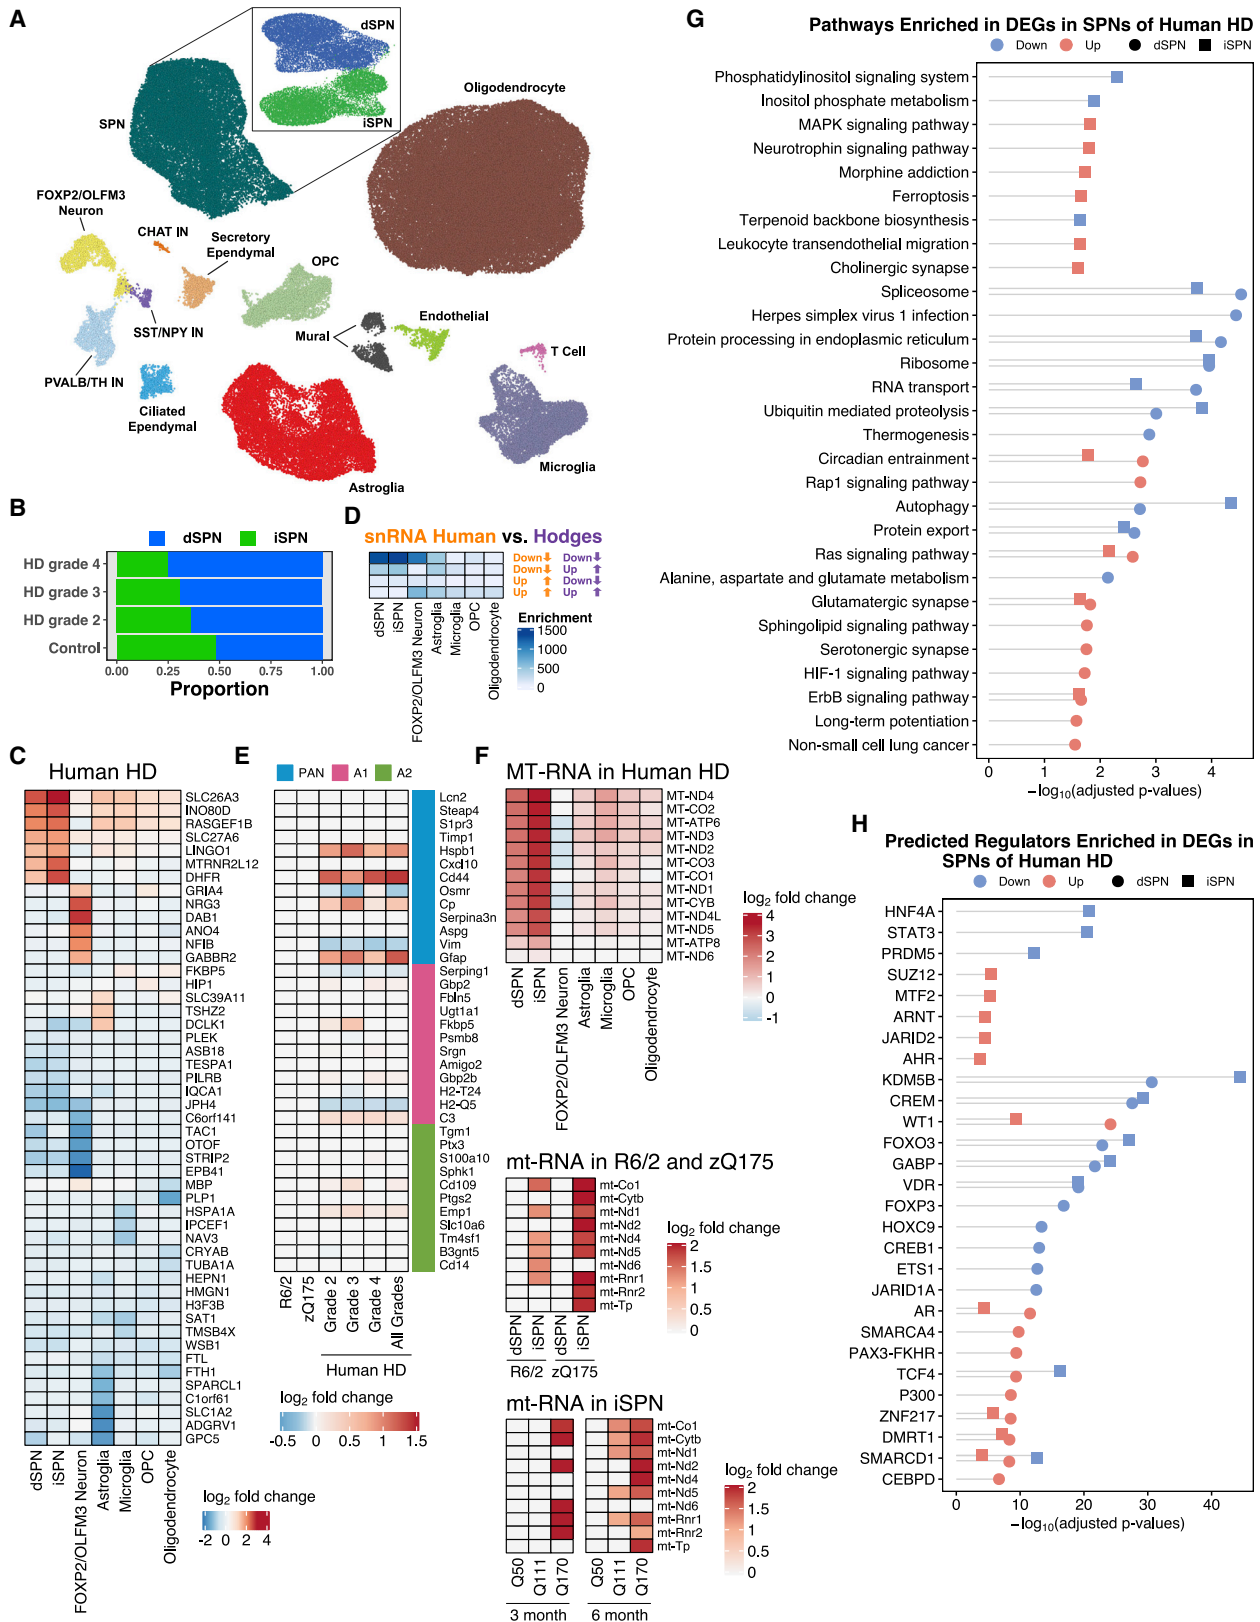 A
dSPN
iSPN
SPN
Oligodendrocyte
FOXP2/OLFM3
Neuron
CHAT IN
Secretory
Ependymal
OPC
SST/NPY IN
Mural
Endothelial
T Cell
PVALB/TH IN
Ciliated
Ependymal
Astroglia
Microglia
B
dSPN iSPN
HD grade 4
HD grade 3
HD grade 2
Control
0.00 0.25 0.50 0.75 1.00
Proportion
D
snRNA Human vs. Hodges
Down Down
Down Up
Up Down
Up Up
dSPN
iSPN
FOXP2/OLFM3 Neuron
Astroglia
Microglia
OPC
Oligodendrocyte
Enrichment
1500
1000
500
0
C
Human HD
SLC26A3
INO80D
RASGEF1B
SLC27A6
LINGO1
MTRNR2L12
DHFR
GRIA4
NRG3
DAB1
ANO4
NFIB
GABBR2
FKBP5
HIP1
SLC39A11
TSHZ2
DCLK1
PLEK
ASB18
TESPA1
PILRB
IQCA1
JPH4
C6orf141
TAC1
OTOF
STRIP2
EPB41
MBP
PLP1
HSPA1A
IPCEF1
NAV3
CRYAB
TUBA1A
HEPN1
HMGN1
H3F3B
SAT1
TMSB4X
WSB1
FTL
FTH1
SPARCL1
C1orf61
SLC1A2
ADGRV1
GPC5
dSPN
iSPN
FOXP2/OLFM3 Neuron
Astroglia
Microglia
OPC
Oligodendrocyte
log2 fold change
-2 0 2 4
E
PAN A1 A2
Lcn2
Steap4
S1pr3
Timp1
Hspb1
Cxcl10
Cd44
Osmr
Cp
Serpina3n
Aspg
Vim
Gfap
Serping1
Gbp2
Fbln5
Ugt1a1
Fkbp5
Psmb8
Srgn
Amigo2
Gbp2b
H2-T24
H2-Q5
C3
Tgm1
Ptx3
S100a10
Sphk1
Cd109
Ptgs2
Emp1
Slc10a6
Tm4sf1
B3gnt5
Cd14
R6/2
zQ175
Grade 2
Grade 3
Grade 4
All Grades
Human HD
log2 fold change
-0.5 0 0.5 1 1.5
F
MT-RNA in Human HD
MT-ND4
MT-CO2
MT-ATP6
MT-ND3
MT-ND2
MT-CO3
MT-CO1
MT-ND1
MT-CYB
MT-ND4L
MT-ND5
MT-ATP8
MT-ND6
dSPN
iSPN
FOXP2/OLFM3 Neuron
Astroglia
Microglia
OPC
Oligodendrocyte
log2 fold change
4
3
2
1
0
-1
mt-RNA in R6/2 and zQ175
mt-Co1
mt-Cytb
mt-Nd1
mt-Nd2
mt-Nd4
mt-Nd5
mt-Nd6
mt-Rnr1
mt-Rnr2
mt-Tp
dSPN
iSPN
dSPN
iSPN
R6/2 zQ175
log2 fold change
2
1.5
1
0.5
0
mt-RNA in iSPN
mt-Co1
mt-Cytb
mt-Nd1
mt-Nd2
mt-Nd4
mt-Nd5
mt-Nd6
mt-Rnr1
mt-Rnr2
mt-Tp
Q50
Q111
Q170
Q50
Q111
Q170
3 month 6 month
log2 fold change
2
1.5
1
0.5
0
G
Pathways Enriched in DEGs in SPNs of Human HD
Down Up dSPN iSPN
Phosphatidylinositol signaling system
Inositol phosphate metabolism
MAPK signaling pathway
Neurotrophin signaling pathway
Morphine addiction
Ferroptosis
Terpenoid backbone biosynthesis
Leukocyte transendothelial migration
Cholinergic synapse
Spliceosome
Herpes simplex virus 1 infection
Protein processing in endoplasmic reticulum
Ribosome
RNA transport
Ubiquitin mediated proteolysis
Thermogenesis
Circadian entrainment
Rap1 signaling pathway
Autophagy
Protein export
Ras signaling pathway
Alanine, aspartate and glutamate metabolism
Glutamatergic synapse
Sphingolipid signaling pathway
Serotonergic synapse
HIF-1 signaling pathway
ErbB signaling pathway
Long-term potentiation
Non-small cell lung cancer
0 1 2 3 4
−log10(adjusted p-values)
H
Predicted Regulators Enriched in DEGs in
SPNs of Human HD
Down Up dSPN iSPN
HNF4A
STAT3
PRDM5
SUZ12
MTF2
ARNT
JARID2
AHR
KDM5B
CREM
WT1
FOXO3
GABP
VDR
FOXP3
HOXC9
CREB1
ETS1
JARID1A
AR
SMARCA4
PAX3-FKHR
TCF4
P300
ZNF217
DMRT1
SMARCD1
CEBPD
0 10 20 30 40
−log10(adjusted p-values)